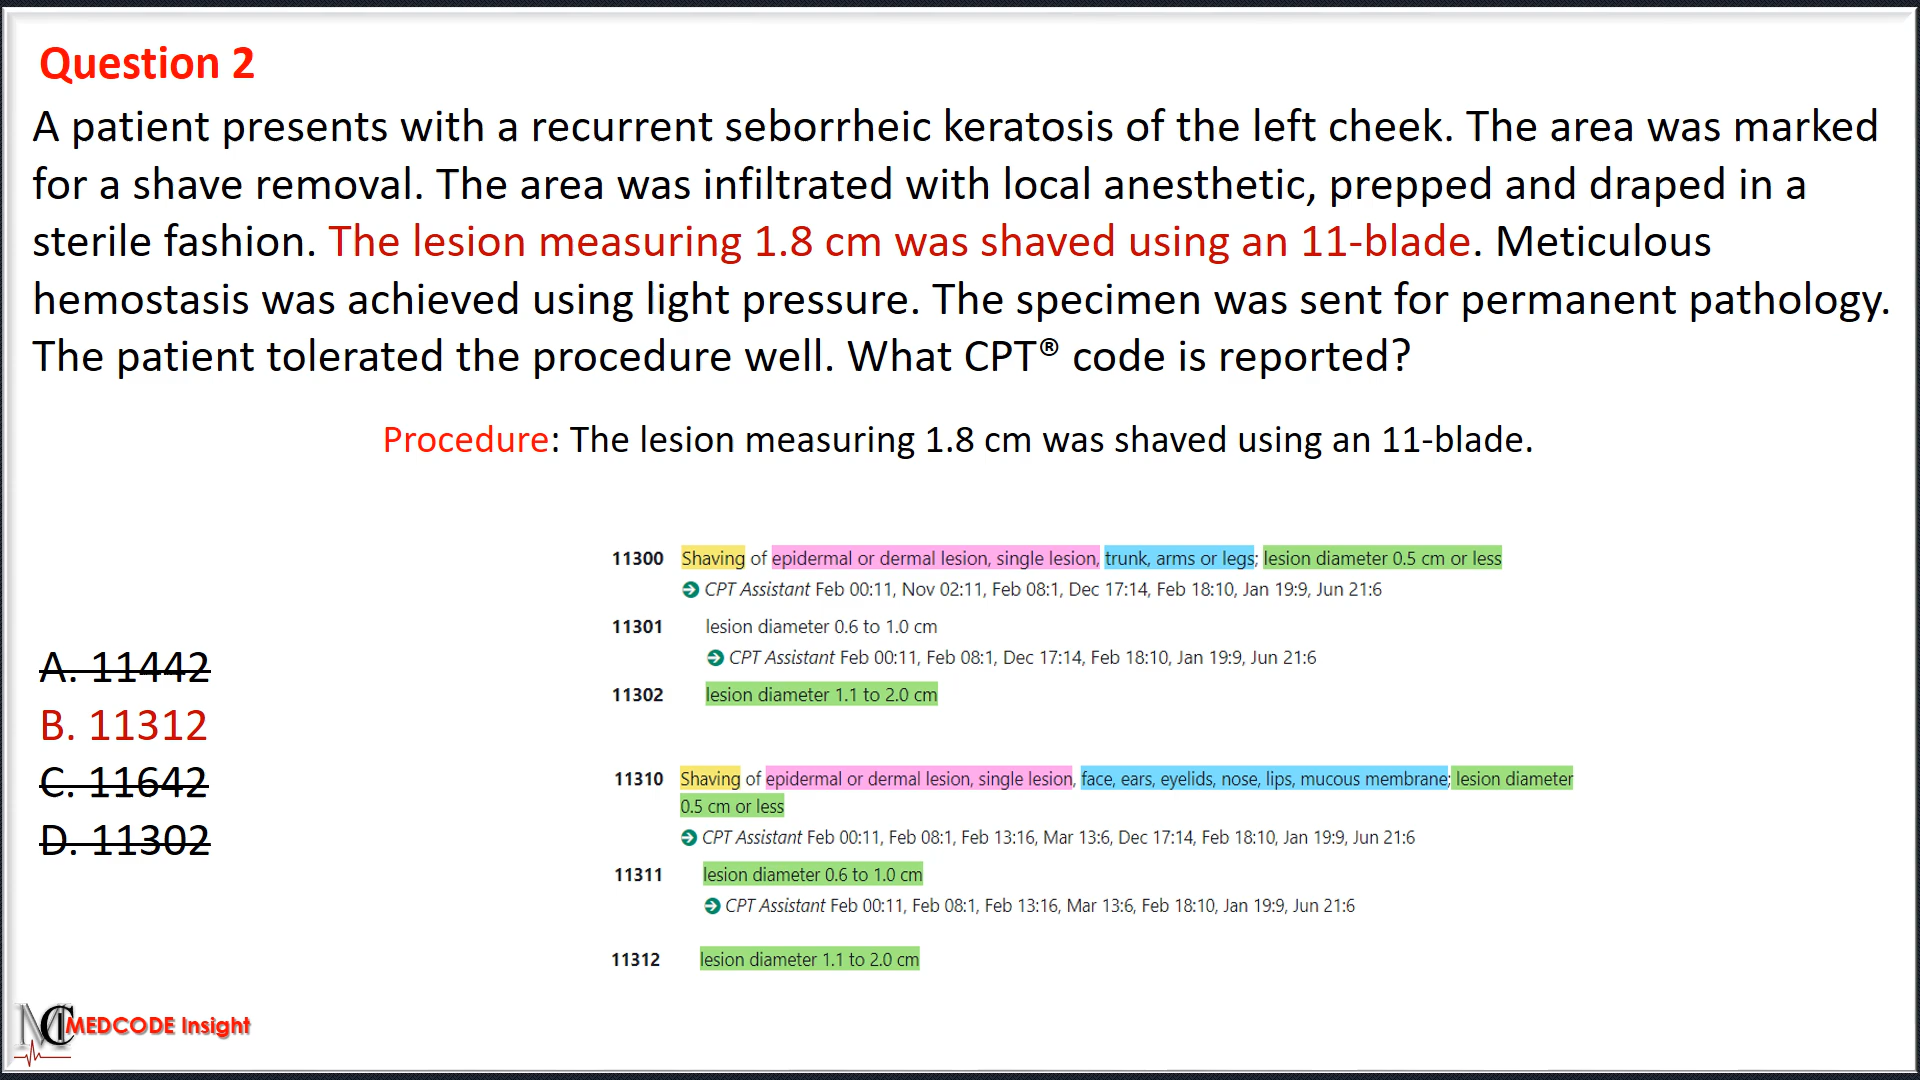 Question 2
A patient presents with a recurrent seborrheic keratosis of the left cheek. The area was marked
for a shave removal. The area was infiltrated with local anesthetic, prepped and draped in a
sterile fashion. The lesion measuring 1.8 cm was shaved using an 11-blade. Meticulous
hemostasis was achieved using light pressure. The specimen was sent for permanent pathology.
The patient tolerated the procedure well. What CPT® code is reported?
Procedure: The lesion measuring 1.8 cm was shaved using an 11-blade.
A. 11442
B. 11312
C. 11642
D. 11302
11300 Shaving of epidermal or dermal lesion, single lesion, trunk, arms or legs; lesion diameter 0.5 cm or less
CPT Assistant Feb 00:11, Nov 02:11, Feb 08:1, Dec 17:14, Feb 18:10, Jan 19:9, Jun 21:6
11301 lesion diameter 0.6 to 1.0 cm
CPT Assistant Feb 00:11, Feb 08:1, Dec 17:14, Feb 18:10, Jan 19:9, Jun 21:6
11302 lesion diameter 1.1 to 2.0 cm
11310 Shaving of epidermal or dermal lesion, single lesion, face, ears, eyelids, nose, lips, mucous membrane; lesion diameter
0.5 cm or less
CPT Assistant Feb 00:11, Feb 08:1, Feb 13:16, Mar 13:6, Dec 17:14, Feb 18:10, Jan 19:9, Jun 21:6
11311 lesion diameter 0.6 to 1.0 cm
CPT Assistant Feb 00:11, Feb 08:1, Feb 13:16, Mar 13:6, Feb 18:10, Jan 19:9, Jun 21:6
11312 lesion diameter 1.1 to 2.0 cm
MCI MEDCODE Insight